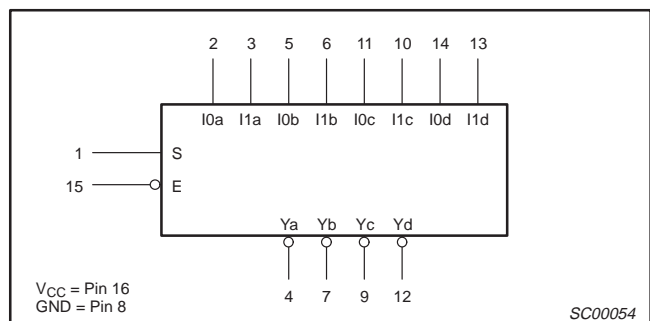 2 3 5 6 11 10 14 13
I0a I1a I0b I1b I0c I1c I0d I1d
1 S
15 E
Ya Yb Yc Yd
4 7 9 12
VCC = Pin 16
GND = Pin 8
SC00054